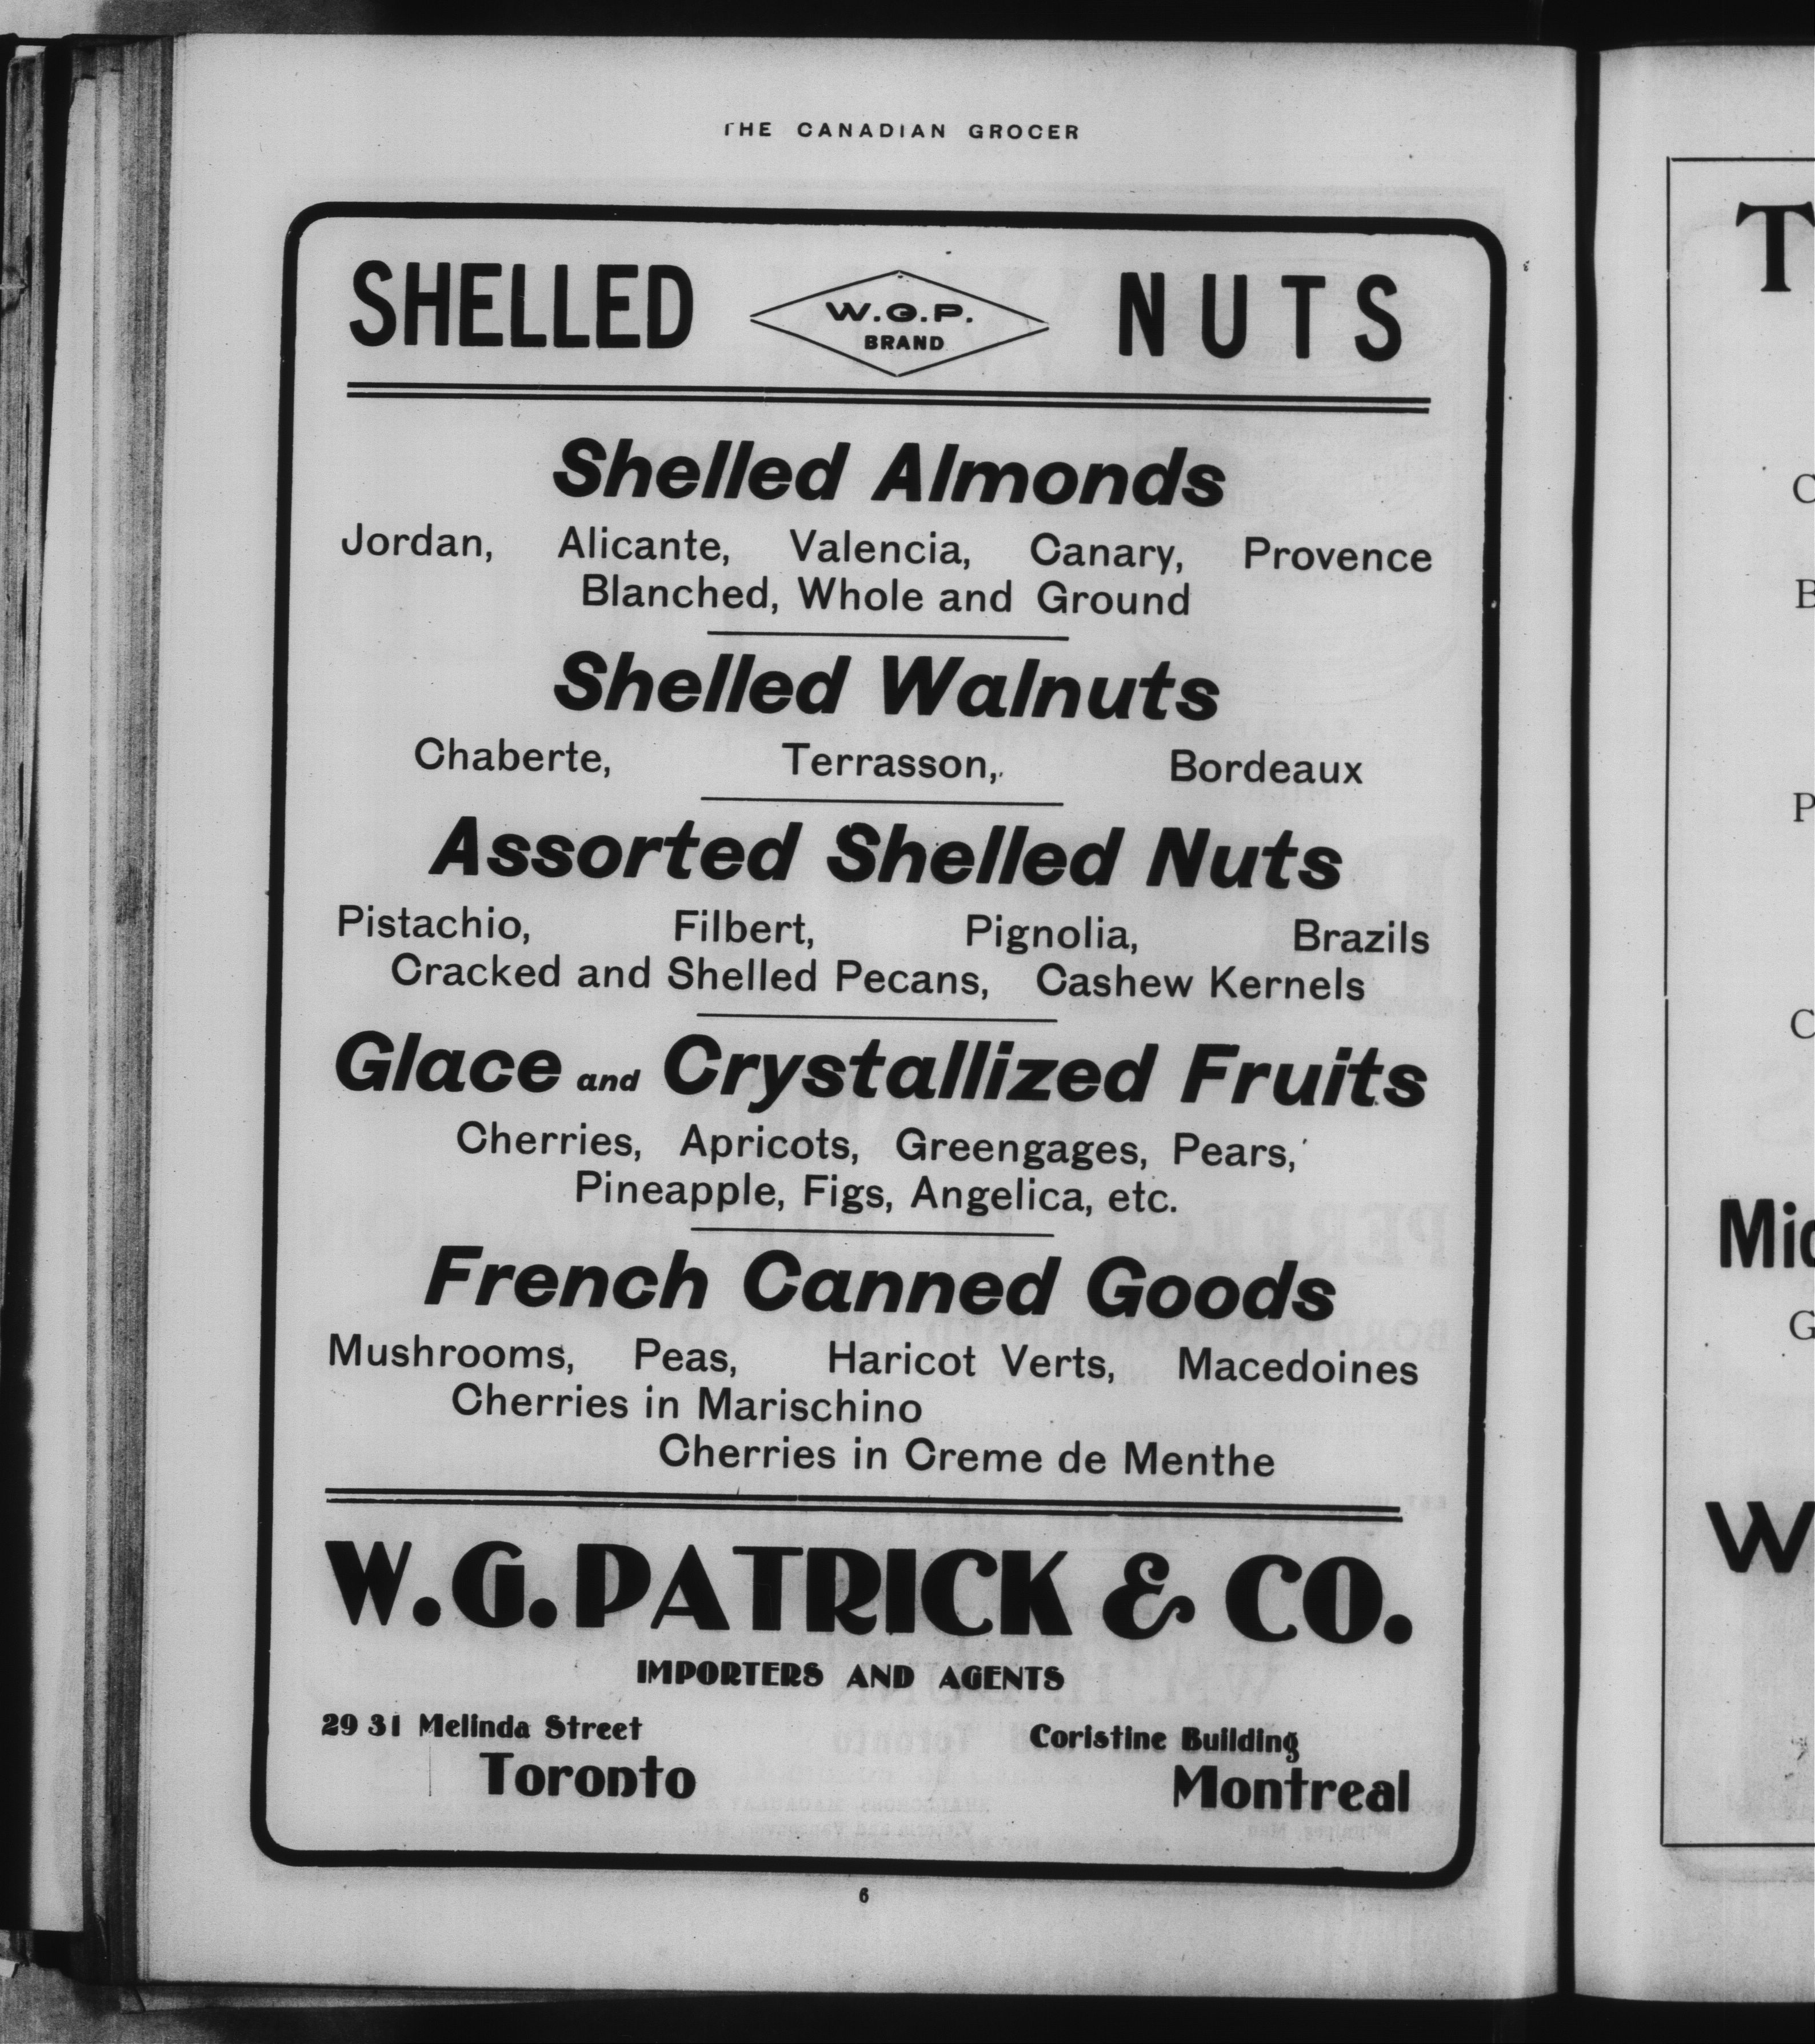 THE CANADIAN GROCER
SHELLED W.G.P. BRAND NUTS
Shelled Almonds
Jordan, Alicante, Valencia, Canary, Provence
Blanched, Whole and Ground
Shelled Walnuts
Chaberte, Terrasson, Bordeaux
Assorted Shelled Nuts
Pistachio, Filbert, Pignolia, Brazils
Cracked and Shelled Pecans, Cashew Kernels
Glace and Crystallized Fruits
Cherries, Apricots, Greengages, Pears,
Pineapple, Figs, Angelica, etc.
French Canned Goods
Mushrooms, Peas, Haricot Verts, Macedoines
Cherries in Marischino
Cherries in Creme de Menthe
W.G. PATRICK & CO.
IMPORTERS AND AGENTS
29 31 Melinda Street Coristine Building
Toronto Montreal
6